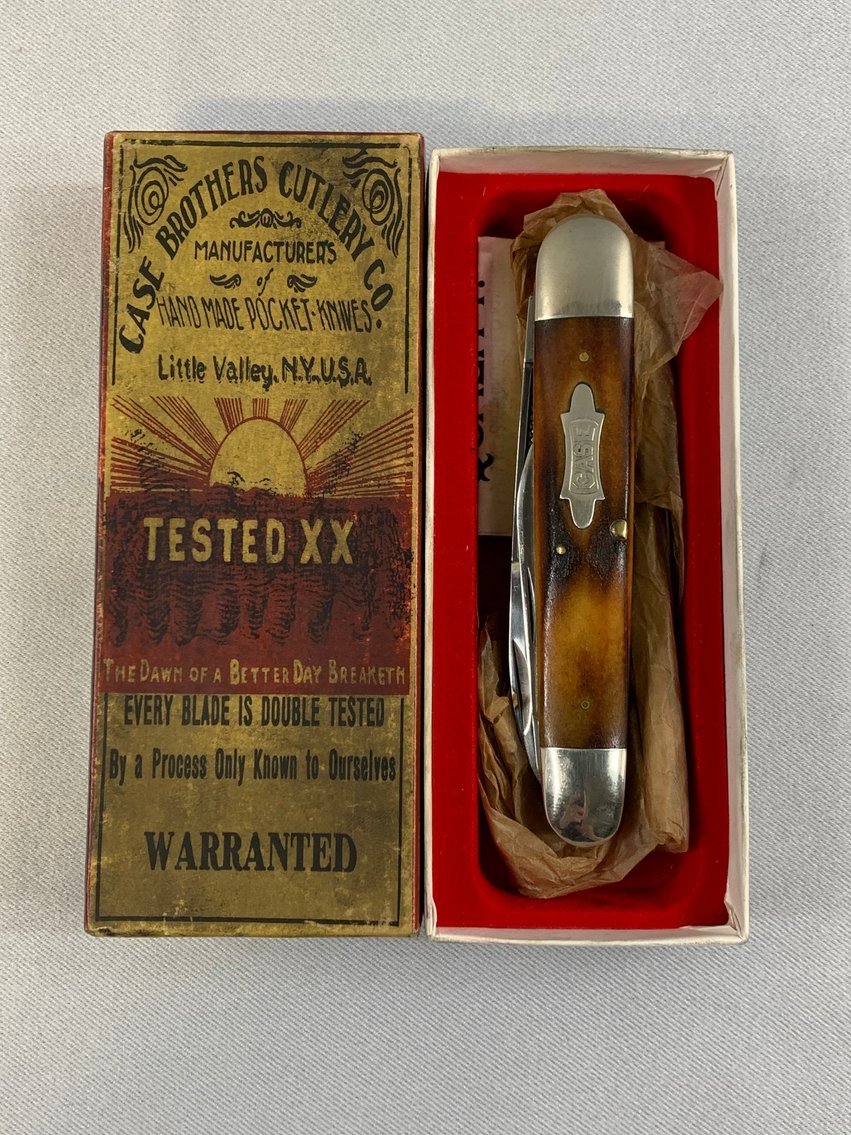 CASE BROTHERS CUTLERY CO.
MANUFACTURERS
of
HAND MADE POCKET-KNIVES.
Little Valley, N.Y. U.S.A.
TESTED XX
THE DAWN OF A BETTER DAY BREAKETH
EVERY BLADE IS DOUBLE TESTED
By a Process Only Known to Ourselves
WARRANTED
CASE